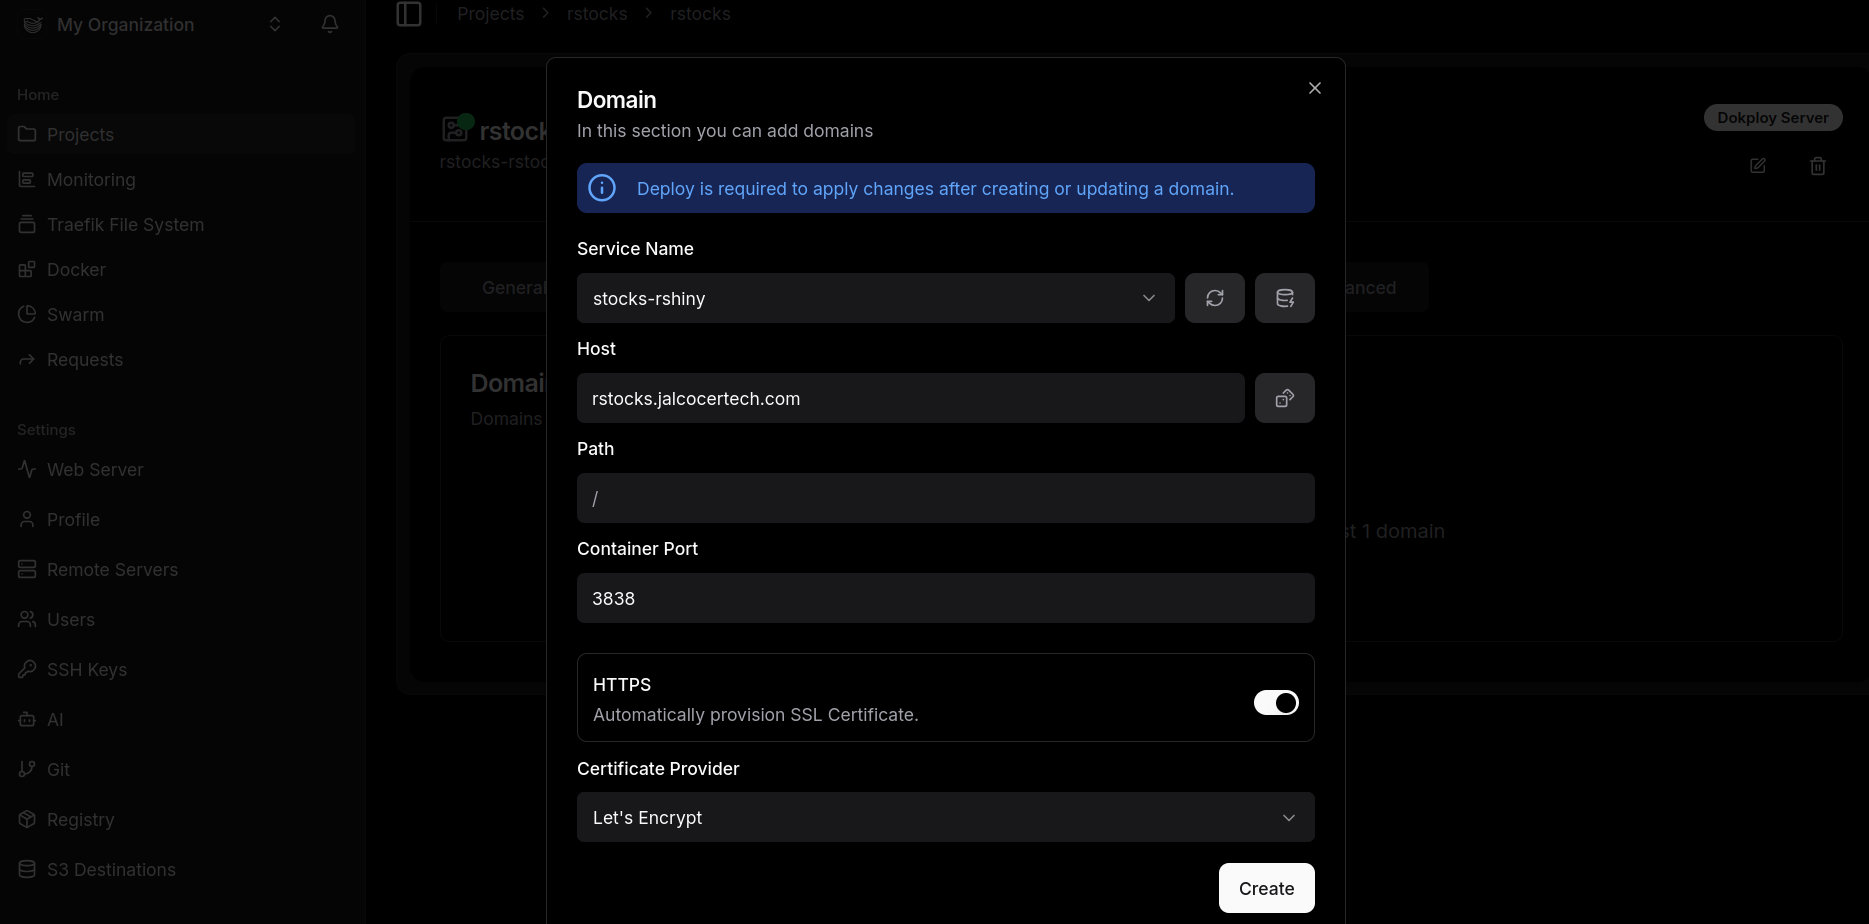 My Organization
Projects
rstocks
rstocks
Home
Projects
Monitoring
Traefik File System
Docker
Swarm
Requests
Settings
Web Server
Profile
Remote Servers
Users
SSH Keys
AI
Git
Registry
S3 Destinations
rstock
rstocks-rstoc
Dokploy Server
General
anced
Domai
Domains
st 1 domain
Domain
In this section you can add domains
Deploy is required to apply changes after creating or updating a domain.
Service Name
stocks-rshiny
Host
rstocks.jalcocertech.com
Path
/
Container Port
3838
HTTPS
Automatically provision SSL Certificate.
Certificate Provider
Let's Encrypt
Create